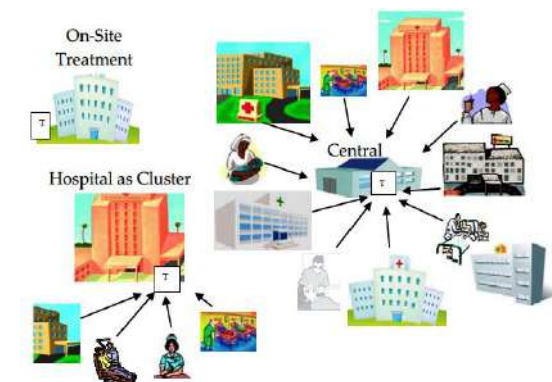 On-Site
Treatment
T
Central
T
Hospital as Cluster
T